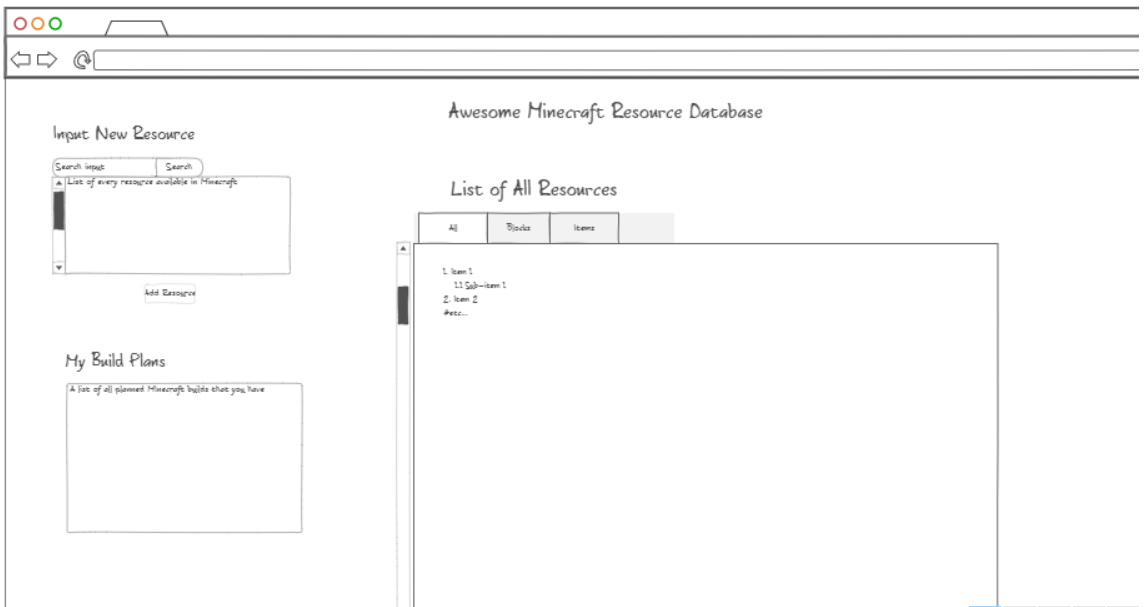 Awesome Minecraft Resource Database
Input New Resource
Search input
Search
List of every resource available in Minecraft
Add Resource
My Build Plans
A list of all planned Minecraft builds that you have
List of All Resources
All
Blocks
Items
1. Item 1
1.1 Sub-item 1
2. Item 2
#etc...